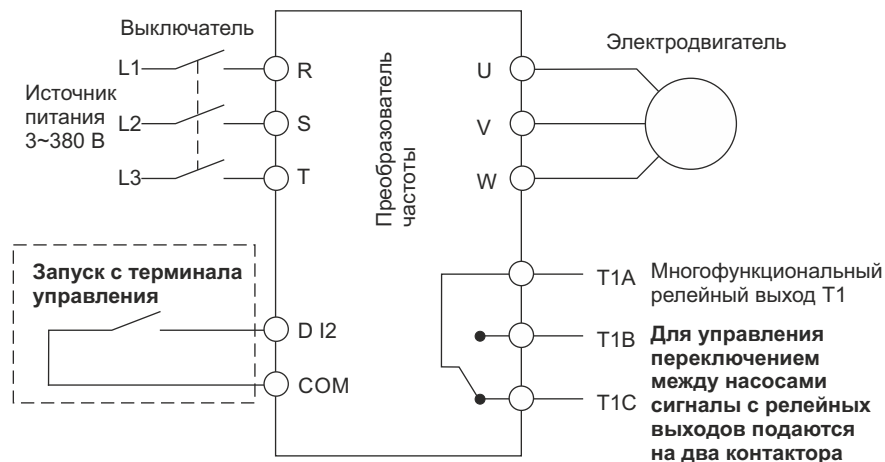 Выключатель
L1
R
Источник
питания
3~380 В
L2
S
L3
T
Преобразователь
частоты
Электродвигатель
U
V
W
Запуск с терминала
управления
D I2
COM
T1A
Многофункциональный
релейный выход T1
T1B
T1C
Для управления
переключением
между насосами
сигналы с релейных
выходов подаются
на два контактора